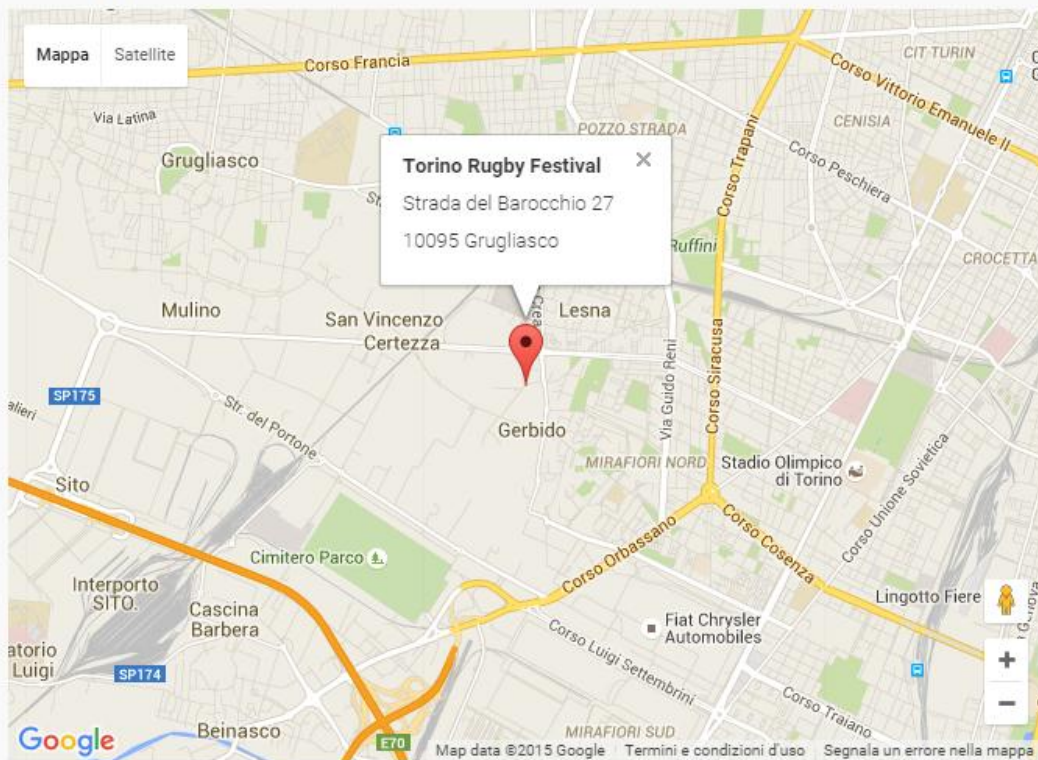 Mappa
Satellite
Corso Francia
CIT TURIN
Corso Vittorio Emanuele II
Via Latina
POZZO STRADA
CENISIA
Grugliasco
Corso Trapani
Corso Peschiera
Torino Rugby Festival
Strada del Barocchio 27
10095 Grugliasco
Ruffini
CROCETTA
Mulino
San Vincenzo
Certezza
Crea
Lesna
Via Guido Reni
Corso Siracusa
SP175
alieri
Str. del Portone
Gerbido
MIRAFIORI NORD
Stadio Olimpico
di Torino
Sito
Corso Unione Sovietica
Cimitero Parco
Corso Orbassano
Corso Cosenza
Interporto
SITO.
Cascina
Barbera
Lingotto Fiere
Genova
Fiat Chrysler
Automobiles
atorio
Luigi
SP174
Corso Luigi Settembrini
Corso Traiano
Beinasco
MIRAFIORI SUD
Google
E70
Map data ©2015 Google
Termini e condizioni d'uso
Segnala un errore nella mappa